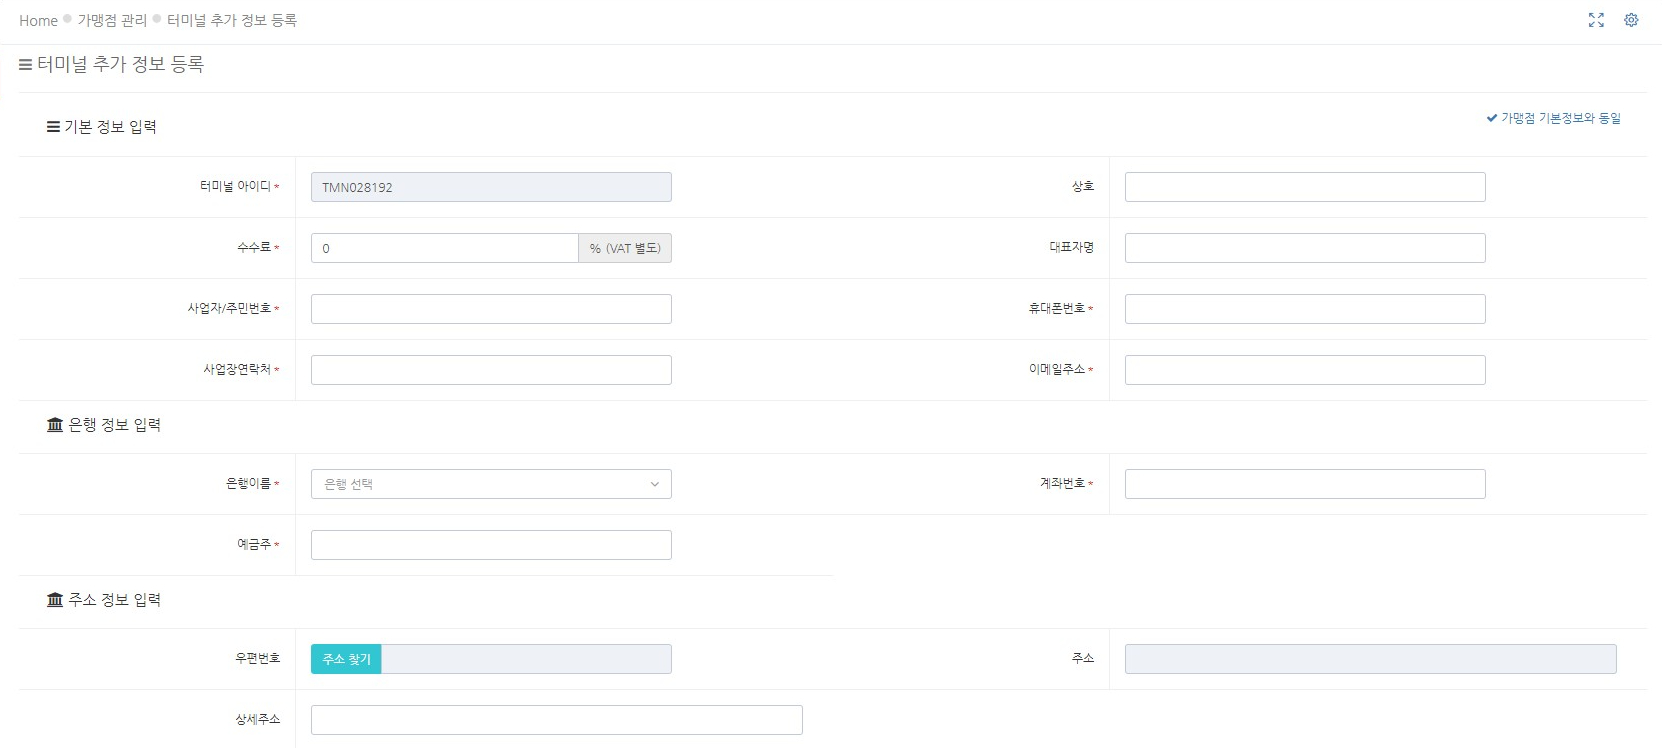 Home 가맹점 관리 터미널 추가 정보 등록
터미널 추가 정보 등록
기본 정보 입력
가맹점 기본정보와 동일
터미널 아이디 * TMN028192 상호
수수료 * 0 % (VAT 별도) 대표자명
사업자/주민번호 * 휴대폰번호 *
사업장연락처 * 이메일주소 *
은행 정보 입력
은행이름 * 은행 선택 계좌번호 *
예금주 *
주소 정보 입력
우편번호 주소 찾기 주소
상세주소